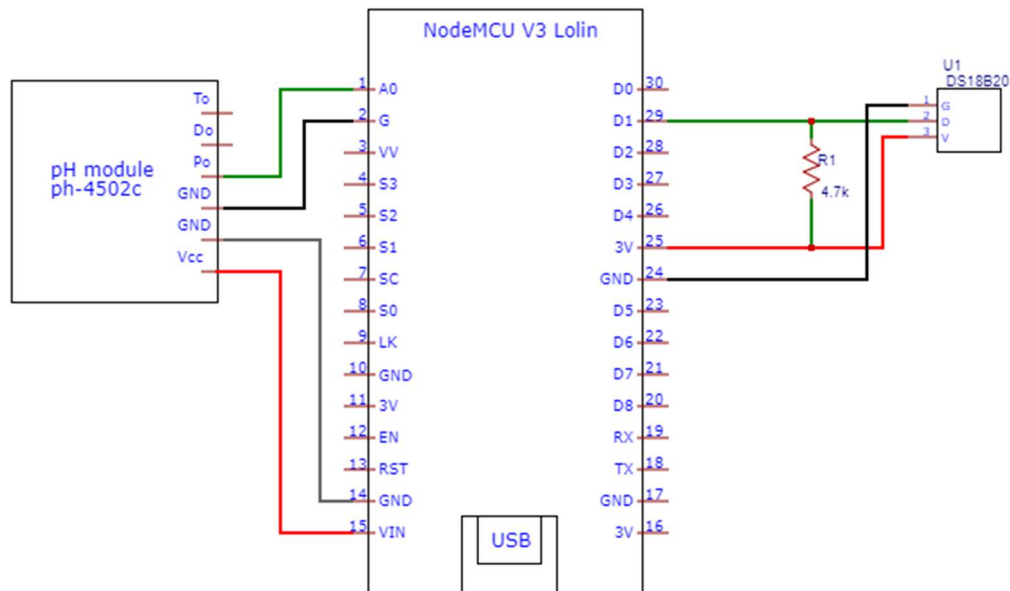 NodeMCU V3 Lolin
pH module
ph-4502c
To
Do
Po
GND
GND
Vcc
1 A0
2 G
3 VV
4 S3
5 S2
6 S1
7 SC
8 S0
9 LK
10 GND
11 3V
12 EN
13 RST
14 GND
15 VIN
D0 30
D1 29
D2 28
D3 27
D4 26
3V 25
GND 24
D5 23
D6 22
D7 21
D8 20
RX 19
TX 18
GND 17
3V 16
USB
R1
4.7k
U1
DS18B20
1 G
2 D
3 V